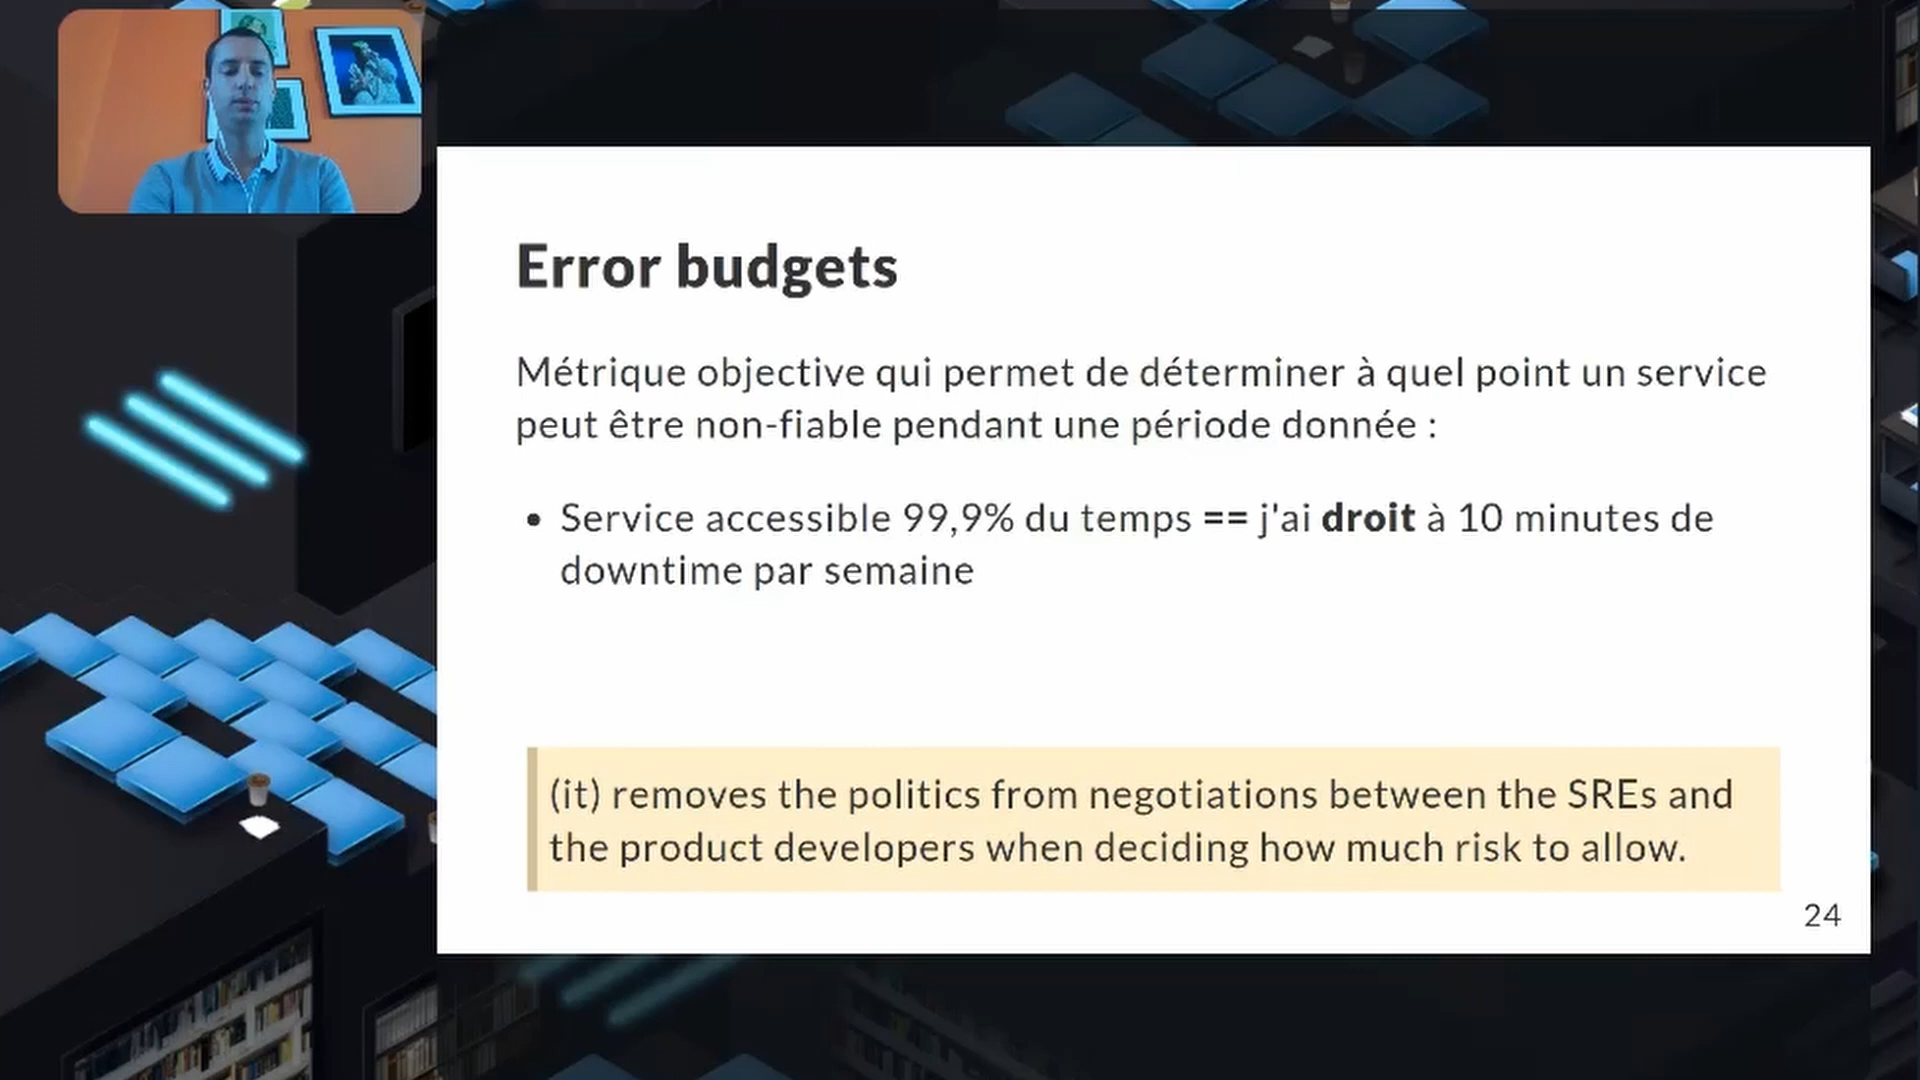 Error budgets
Métrique objective qui permet de déterminer à quel point un service
peut être non-fiable pendant une période donnée :
• Service accessible 99,9% du temps == j'ai droit à 10 minutes de
downtime par semaine
(it) removes the politics from negotiations between the SREs and
the product developers when deciding how much risk to allow.
24